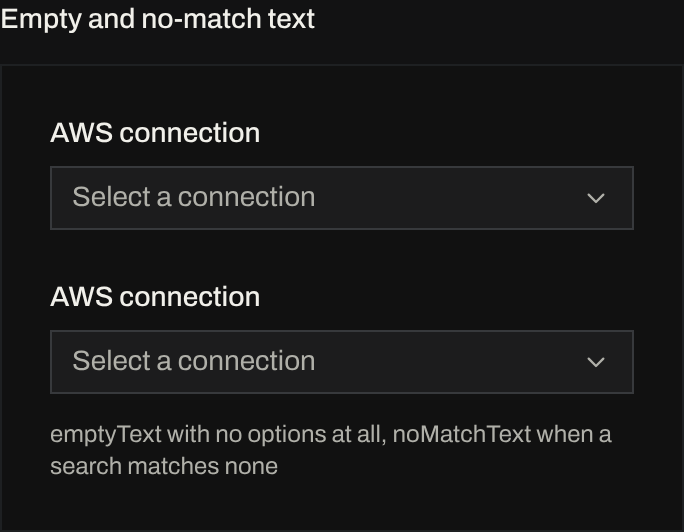 Empty and no-match text
AWS connection
Select a connection
AWS connection
Select a connection
emptyText with no options at all, noMatchText when a
search matches none